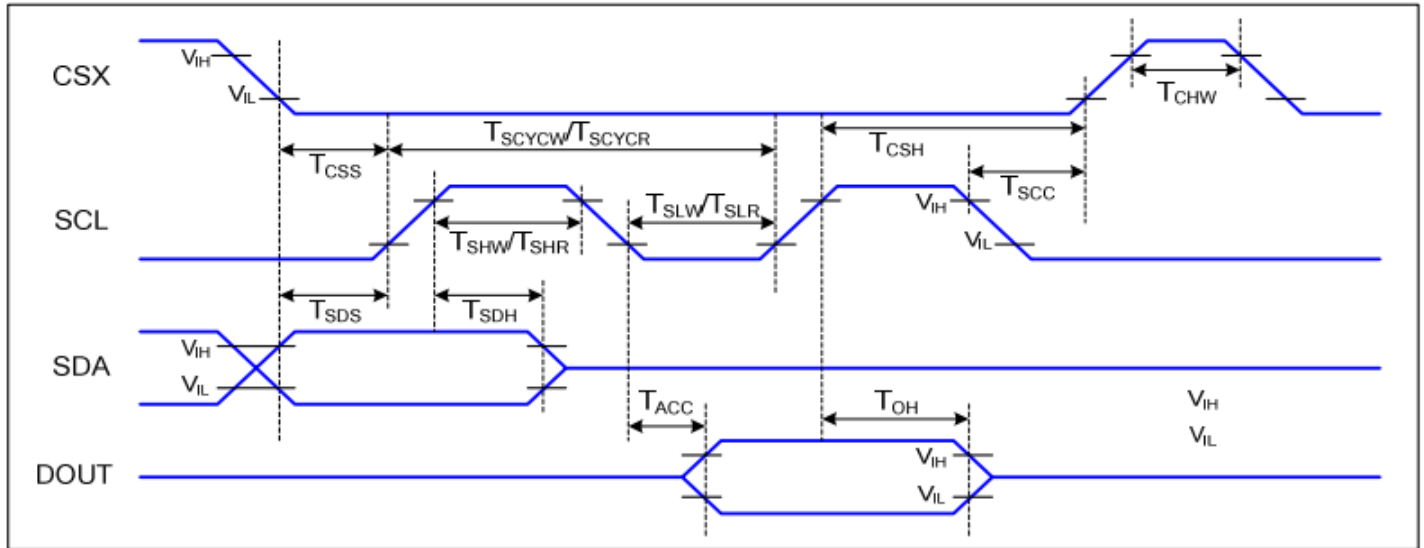 CSX
VIH
VIL
TCHW
TCSS
TSCYCW/TSCYCR
TCSH
TSCC
SCL
TSHW/TSHR
TSLW/TSLR
VIH
VIL
TSDS
TSDH
SDA
VIH
VIL
TACC
TOH
VIH
VIL
DOUT
VIH
VIL